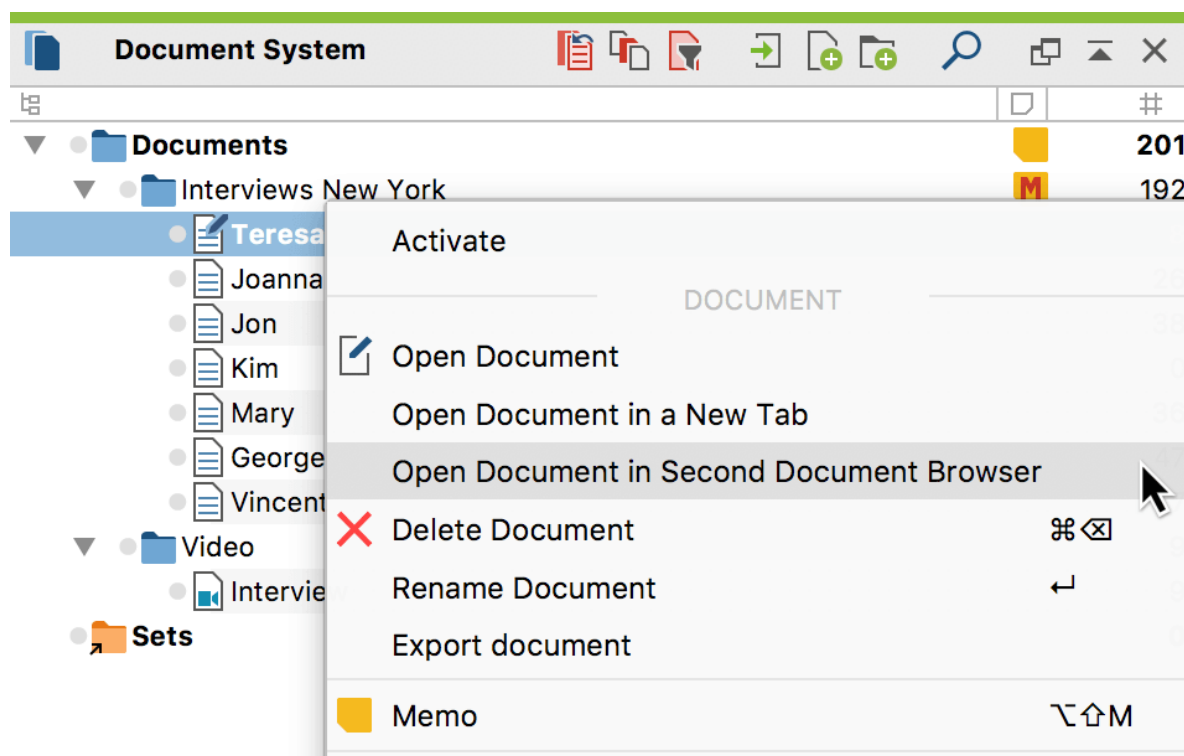 Document System
Documents 201
Interviews New York M 192
Teresa
Activate
Joanna
DOCUMENT
Jon
Open Document
Kim
Mary
Open Document in a New Tab
George
Open Document in Second Document Browser
Vincent
Delete Document ⌘⌫
Video
Rename Document ↵
Interview
Export document
Sets
Memo ⌥⇧M